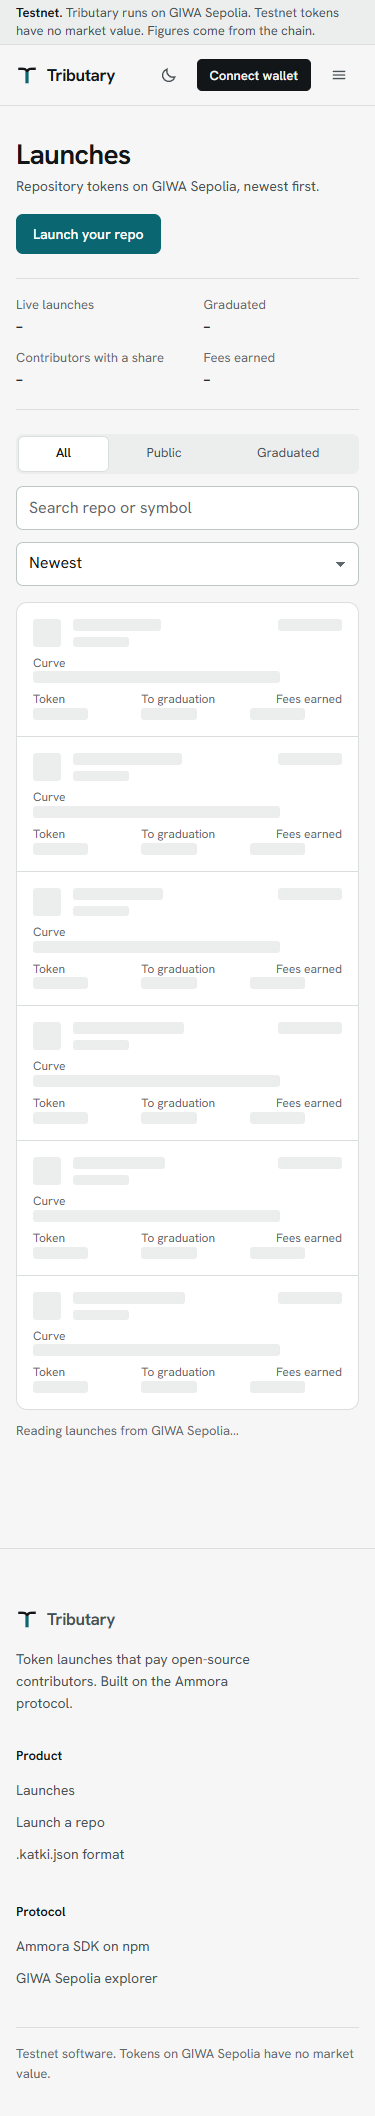 Testnet. Tributary runs on GIWA Sepolia. Testnet tokens
have no market value. Figures come from the chain.
Tributary
Connect wallet
Launches
Repository tokens on GIWA Sepolia, newest first.
Launch your repo
Live launches
Graduated
–
–
Contributors with a share
Fees earned
–
–
All
Public
Graduated
Search repo or symbol
Newest
Curve
Token
To graduation
Fees earned
Curve
Token
To graduation
Fees earned
Curve
Token
To graduation
Fees earned
Curve
Token
To graduation
Fees earned
Curve
Token
To graduation
Fees earned
Curve
Token
To graduation
Fees earned
Reading launches from GIWA Sepolia...
Tributary
Token launches that pay open-source
contributors. Built on the Ammora
protocol.
Product
Launches
Launch a repo
.katki.json format
Protocol
Ammora SDK on npm
GIWA Sepolia explorer
Testnet software. Tokens on GIWA Sepolia have no market
value.